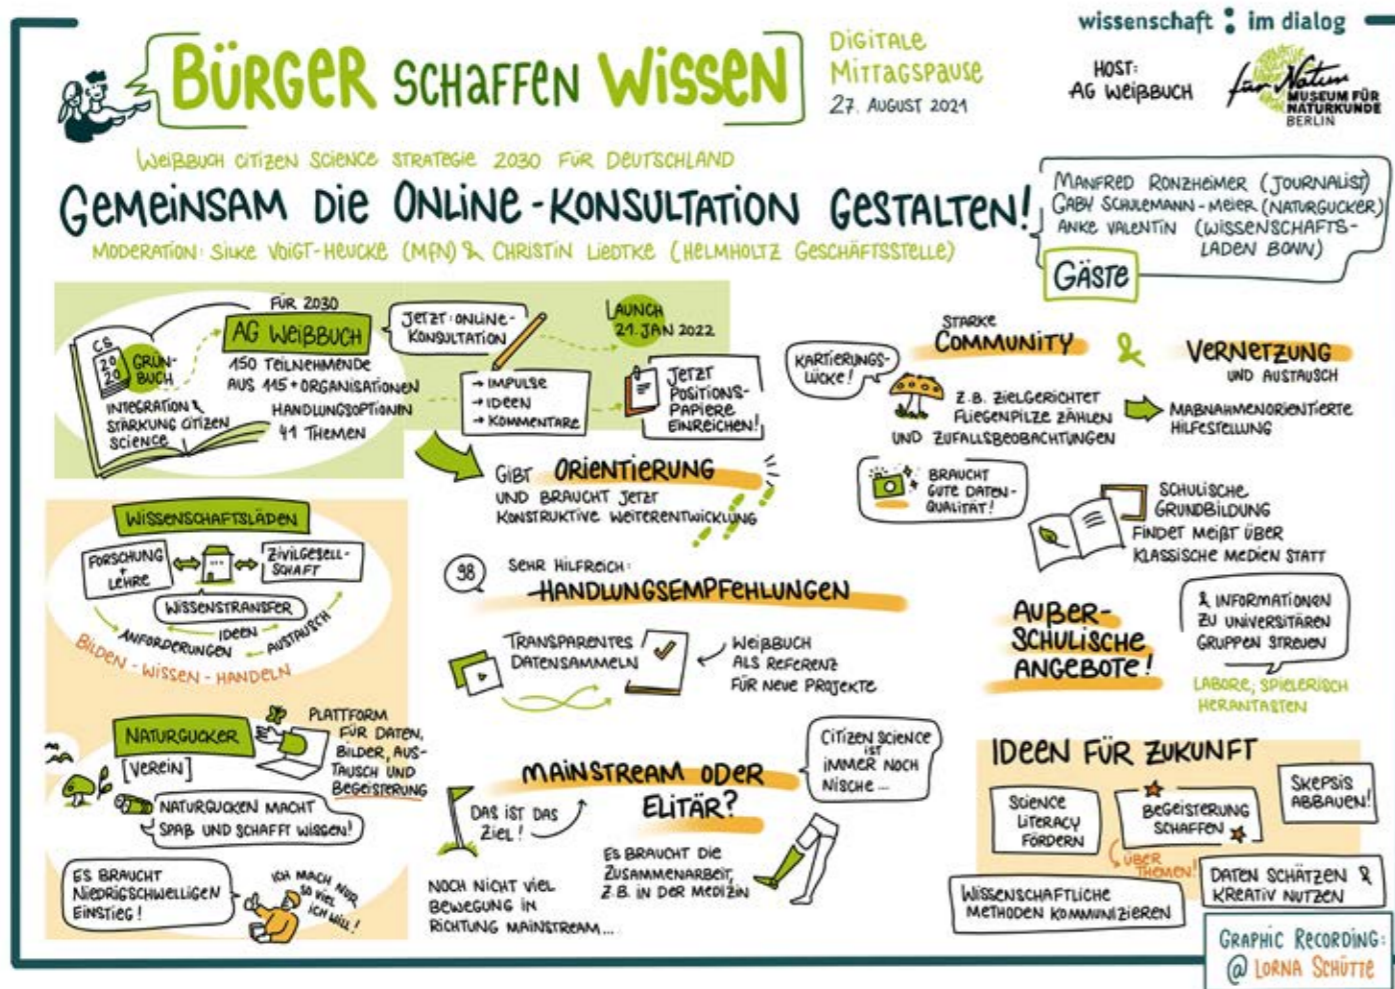 wissenschaft : im dialog
BÜRGER SCHAFFEN WISSEN
DIGITALE
MITTAGSPAUSE
27. AUGUST 2021
HOST:
AG WEIßBUCH
für Natur
MUSEUM FÜR
NATURKUNDE
BERLIN
WEIßBUCH CITIZEN SCIENCE STRATEGIE 2030 FÜR DEUTSCHLAND
GEMEINSAM DIE ONLINE-KONSULTATION GESTALTEN!
MODERATION: SILKE VOIGT-HEUCKE (MFN) & CHRISTIN LIEDTKE (HELMHOLTZ GESCHÄFTSSTELLE)
MANFRED RONZHEIMER (JOURNALIST)
GABY SCHULEMANN-MEIER (NATURGUCKER)
ANKE VALENTIN (WISSENSCHAFTS-
LADEN BONN)
GÄSTE
CS
20
20
GRÜN-
BUCH
INTEGRATION &
STÄRKUNG CITIZEN
SCIENCE
FÜR 2030
AG WEIßBUCH
150 TEILNEHMENDE
AUS 115+ ORGANISATIONEN
HANDLUNGSOPTIONEN
41 THEMEN
JETZT: ONLINE-
KONSULTATION
→ IMPULSE
→ IDEEN
→ KOMMENTARE
LAUNCH
21. JAN 2022
JETZT
POSITIONS-
PAPIERE
EINREICHEN!
GIBT ORIENTIERUNG
UND BRAUCHT JETZT
KONSTRUKTIVE WEITERENTWICKLUNG
STARKE
COMMUNITY
&
VERNETZUNG
UND AUSTAUSCH
KARTIERUNGS-
LÜCKE!
Z.B. ZIELGERICHTET
FLIEGENPILZE ZÄHLEN
UND ZUFALLSBEOBACHTUNGEN
MAßNAHMENORIENTIERTE
HILFESTELLUNG
BRAUCHT
GUTE DATEN-
QUALITÄT!
SCHULISCHE
GRUNDBILDUNG
FINDET MEIßT ÜBER
KLASSISCHE MEDIEN STATT
WISSENSCHAFTSLÄDEN
FORSCHUNG
+
LEHRE
ZIVILGESELL-
SCHAFT
WISSENSTRANSFER
IDEEN
ANFORDERUNGEN
AUSTAUSCH
BILDEN - WISSEN - HANDELN
98
SEHR HILFREICH:
HANDLUNGSEMPFEHLUNGEN
TRANSPARENTES
DATENSAMMELN
WEIßBUCH
ALS REFERENZ
FÜR NEUE PROJEKTE
AUßER-
SCHULISCHE
ANGEBOTE!
& INFORMATIONEN
ZU UNIVERSITÄREN
GRUPPEN STREUEN
LABORE, SPIELERISCH
HERANTASTEN
NATURGUCKER
[VEREIN]
PLATTFORM
FÜR DATEN,
BILDER, AUS-
TAUSCH UND
BEGEISTERUNG
NATURGUCKEN MACHT
SPAß UND SCHAFFT WISSEN!
ES BRAUCHT
NIEDRIGSCHWELLIGEN
EINSTIEG!
ICH MACH NUR,
SO VIEL
ICH WILL!
MAINSTREAM ODER
ELITÄR?
DAS IST DAS
ZIEL!
NOCH NICHT VIEL
BEWEGUNG IN
RICHTUNG MAINSTREAM...
CITIZEN SCIENCE
IST
IMMER NOCH
NISCHE...
ES BRAUCHT DIE
ZUSAMMENARBEIT,
Z.B. IN DER MEDIZIN
IDEEN FÜR ZUKUNFT
SCIENCE
LITERACY
FÖRDERN
BEGEISTERUNG
SCHAFFEN
SKEPSIS
ABBAUEN!
ÜBER
THEMEN!
WISSENSCHAFTLICHE
METHODEN KOMMUNIZIEREN
DATEN SCHÄTZEN &
KREATIV NUTZEN
GRAPHIC RECORDING:
@ LORNA SCHÜTTE